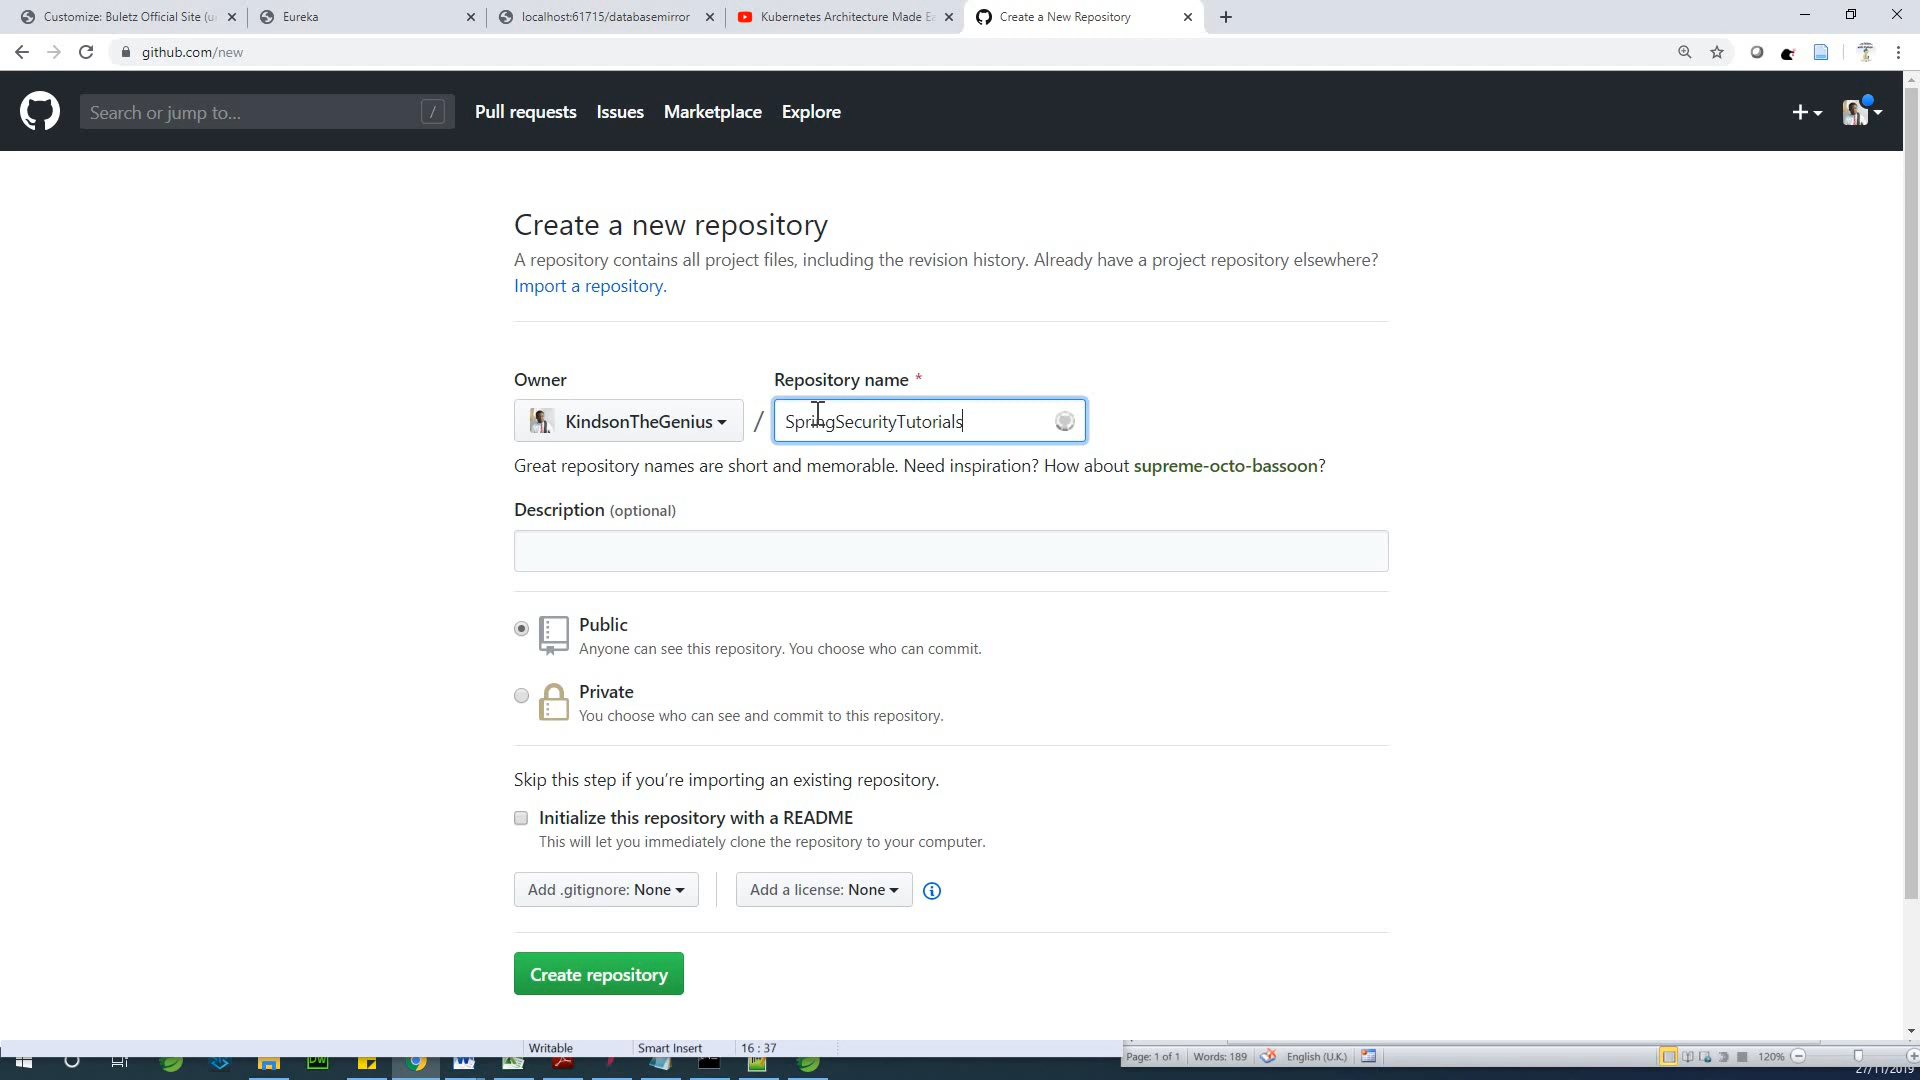 Customize: Buletz Official Site (u
Eureka
localhost:61715/databasemirror
Kubernetes Architecture Made Ea
Create a New Repository
github.com/new
Search or jump to...
/
Pull requests
Issues
Marketplace
Explore
Create a new repository
A repository contains all project files, including the revision history. Already have a project repository elsewhere?
Import a repository.
Owner
Repository name *
KindsonTheGenius
/
SpringSecurityTutorials
Great repository names are short and memorable. Need inspiration? How about supreme-octo-bassoon?
Description (optional)
Public
Anyone can see this repository. You choose who can commit.
Private
You choose who can see and commit to this repository.
Skip this step if you're importing an existing repository.
Initialize this repository with a README
This will let you immediately clone the repository to your computer.
Add .gitignore: None
Add a license: None
Create repository
Writable
Smart Insert
16 : 37
Page: 1 of 1
Words: 189
English (U.K.)
120%
27/11/2019